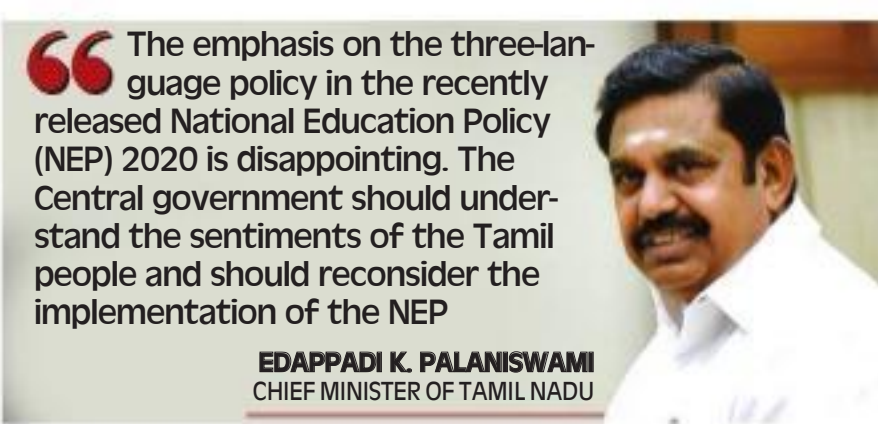 The emphasis on the three-lan-
guage policy in the recently
released National Education Policy
(NEP) 2020 is disappointing. The
Central government should under-
stand the sentiments of the Tamil
people and should reconsider the
implementation of the NEP
EDAPPADI K. PALANISWAMI
CHIEF MINISTER OF TAMIL NADU